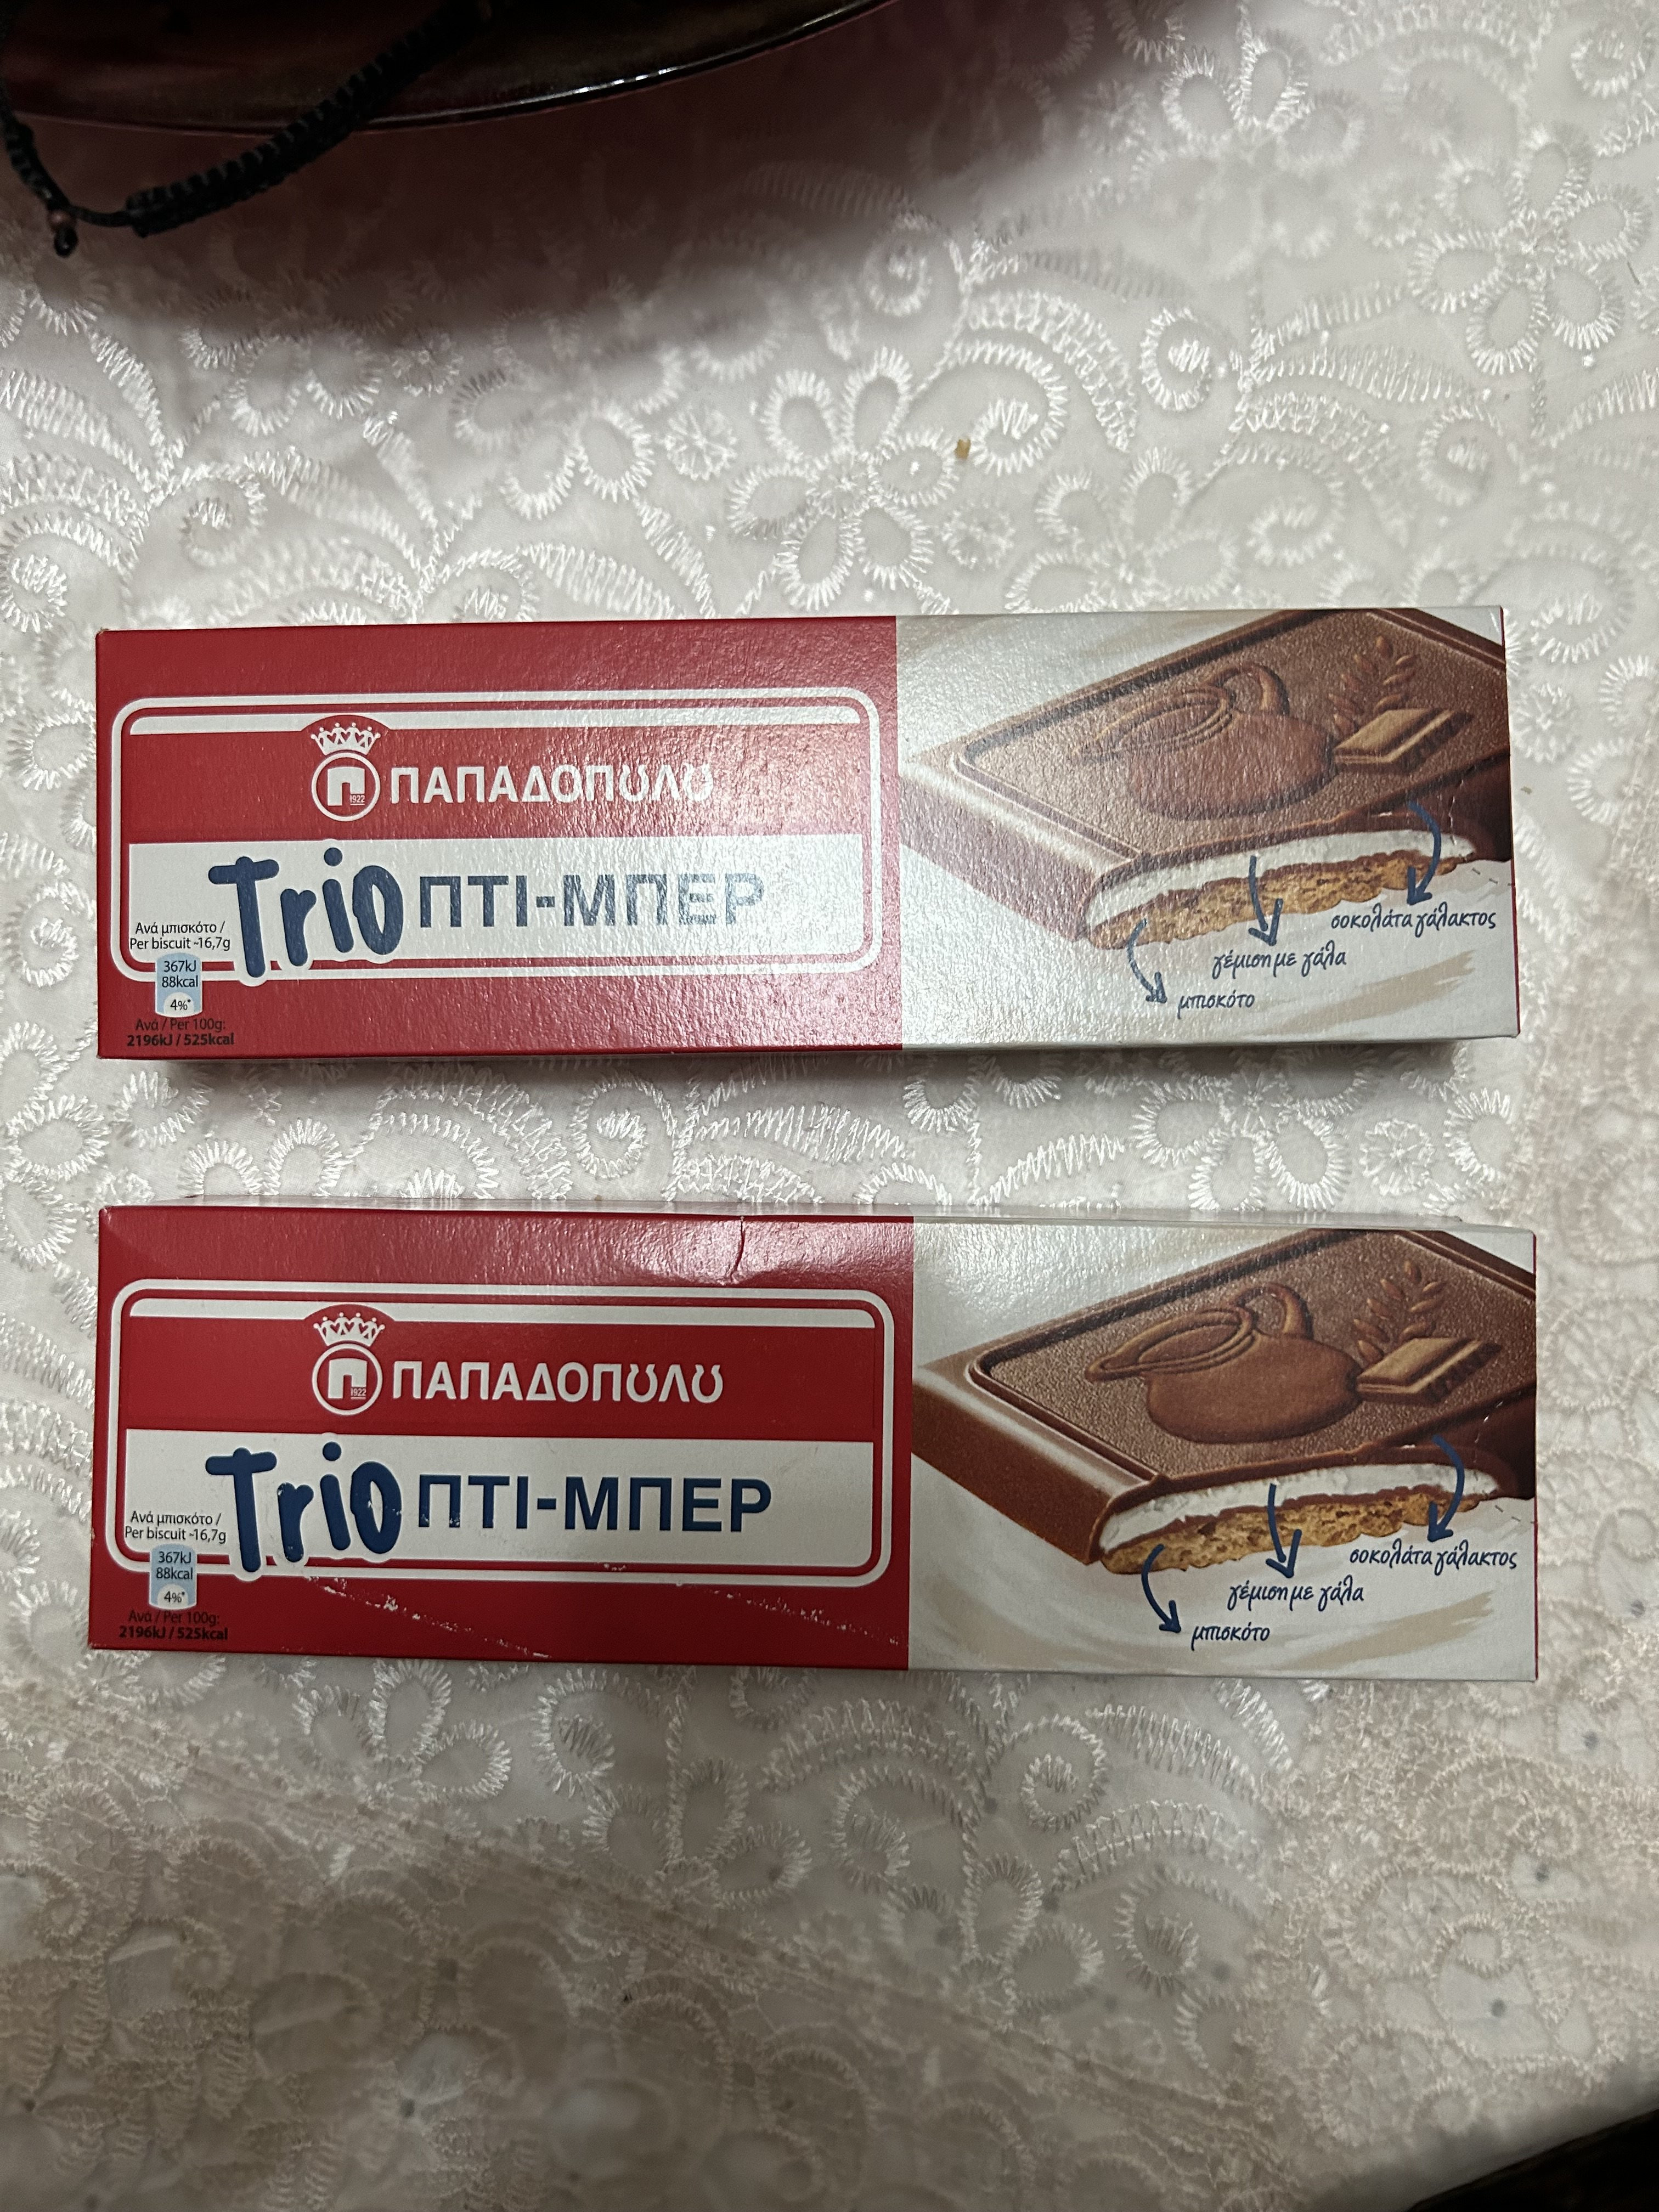 ΠΑΠΑΔΟΠΟΥΛΟΥ
1922
Trio ΠΤΙ-ΜΠΕΡ
Ανά μπισκότο /
Per biscuit ~16,7g
367kJ
88kcal
4%*
Ανά / Per 100g:
2196kJ / 525kcal
σοκολάτα γάλακτος
γέμιση με γάλα
μπισκότο
ΠΑΠΑΔΟΠΟΥΛΟΥ
1922
Trio ΠΤΙ-ΜΠΕΡ
Ανά μπισκότο /
Per biscuit ~16,7g
367kJ
88kcal
4%*
Ανά / Per 100g:
2196kJ / 525kcal
σοκολάτα γάλακτος
γέμιση με γάλα
μπισκότο